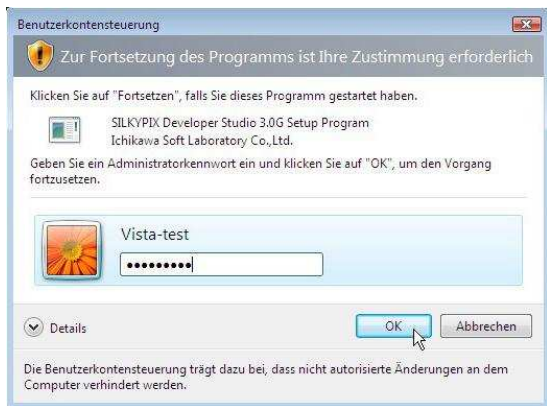 Benutzerkontensteuerung
Zur Fortsetzung des Programms ist Ihre Zustimmung erforderlich
Klicken Sie auf "Fortsetzen", falls Sie dieses Programm gestartet haben.
SILKYPIX Developer Studio 3.0G Setup Program
Ichikawa Soft Laboratory Co.,Ltd.
Geben Sie ein Administratorkennwort ein und klicken Sie auf "OK", um den Vorgang
fortzusetzen.
Vista-test
•••••••••
Details
OK
Abbrechen
Die Benutzerkontensteuerung trägt dazu bei, dass nicht autorisierte Änderungen an dem
Computer verhindert werden.